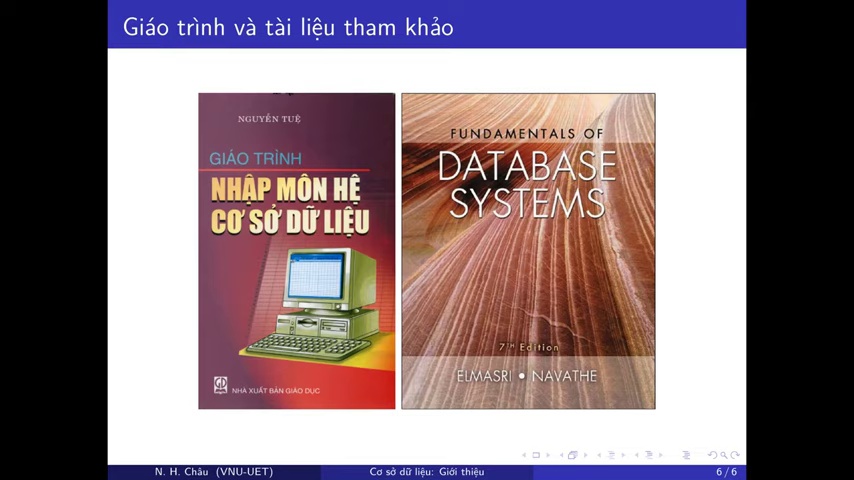 Giáo trình và tài liệu tham khảo
NGUYỄN TUỆ
GIÁO TRÌNH
NHẬP MÔN HỆ
CƠ SỞ DỮ LIỆU
NHÀ XUẤT BẢN GIÁO DỤC
FUNDAMENTALS OF
DATABASE
SYSTEMS
7TH Edition
ELMASRI • NAVATHE
N. H. Châu (VNU-UET)
Cơ sở dữ liệu: Giới thiệu
6 / 6